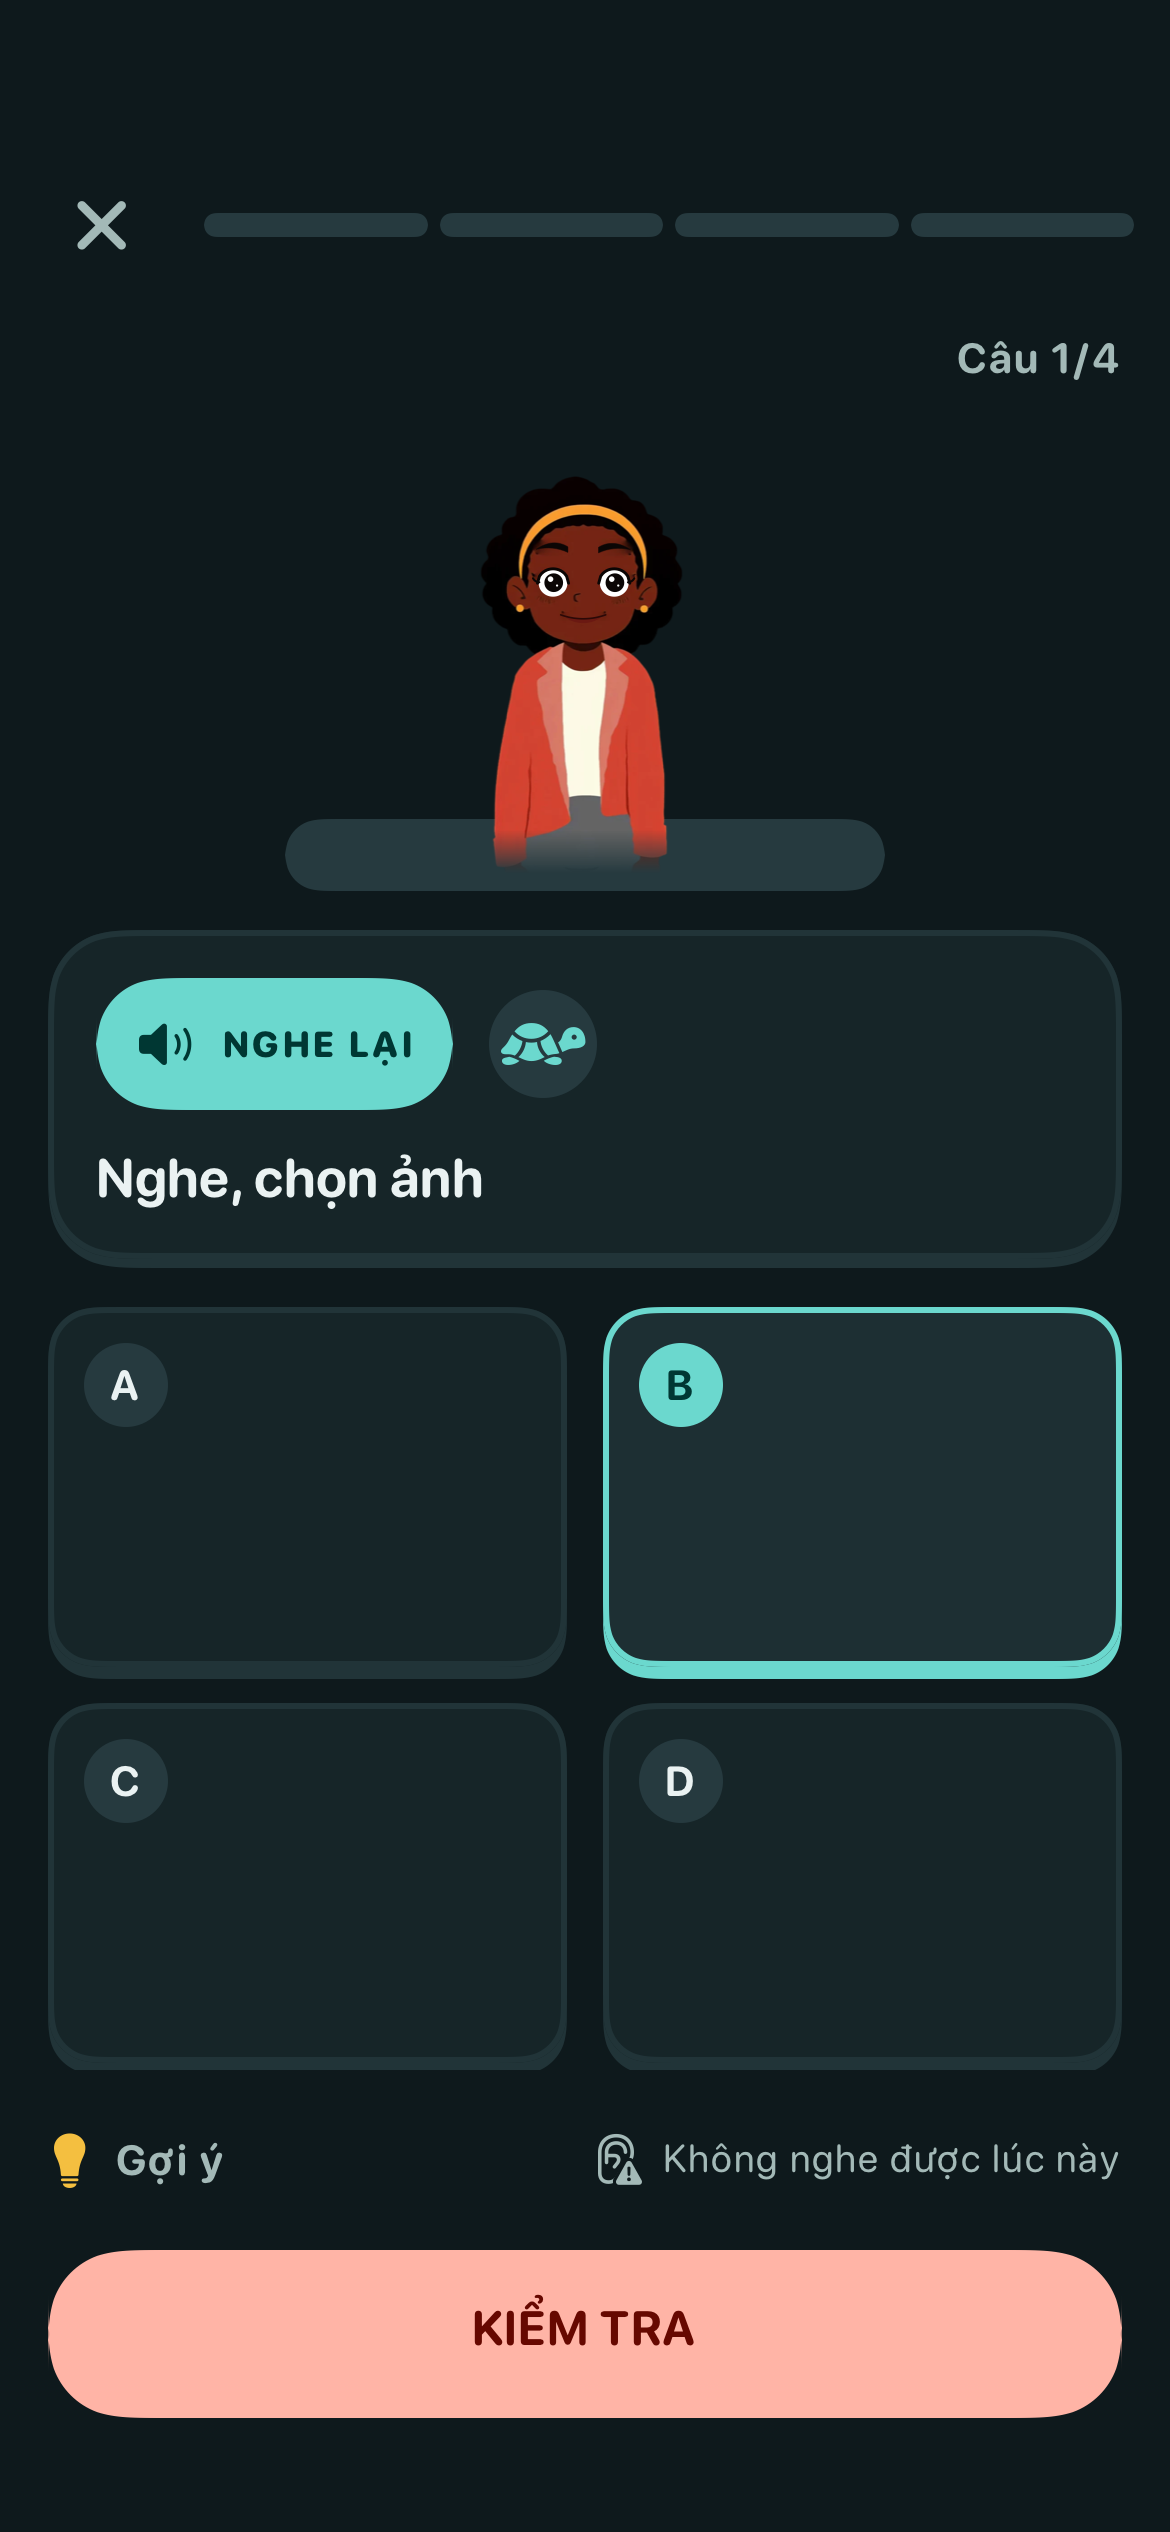 Câu 1/4
NGHE LẠI
Nghe, chọn ảnh
A
B
C
D
Gợi ý
Không nghe được lúc này
KIỂM TRA